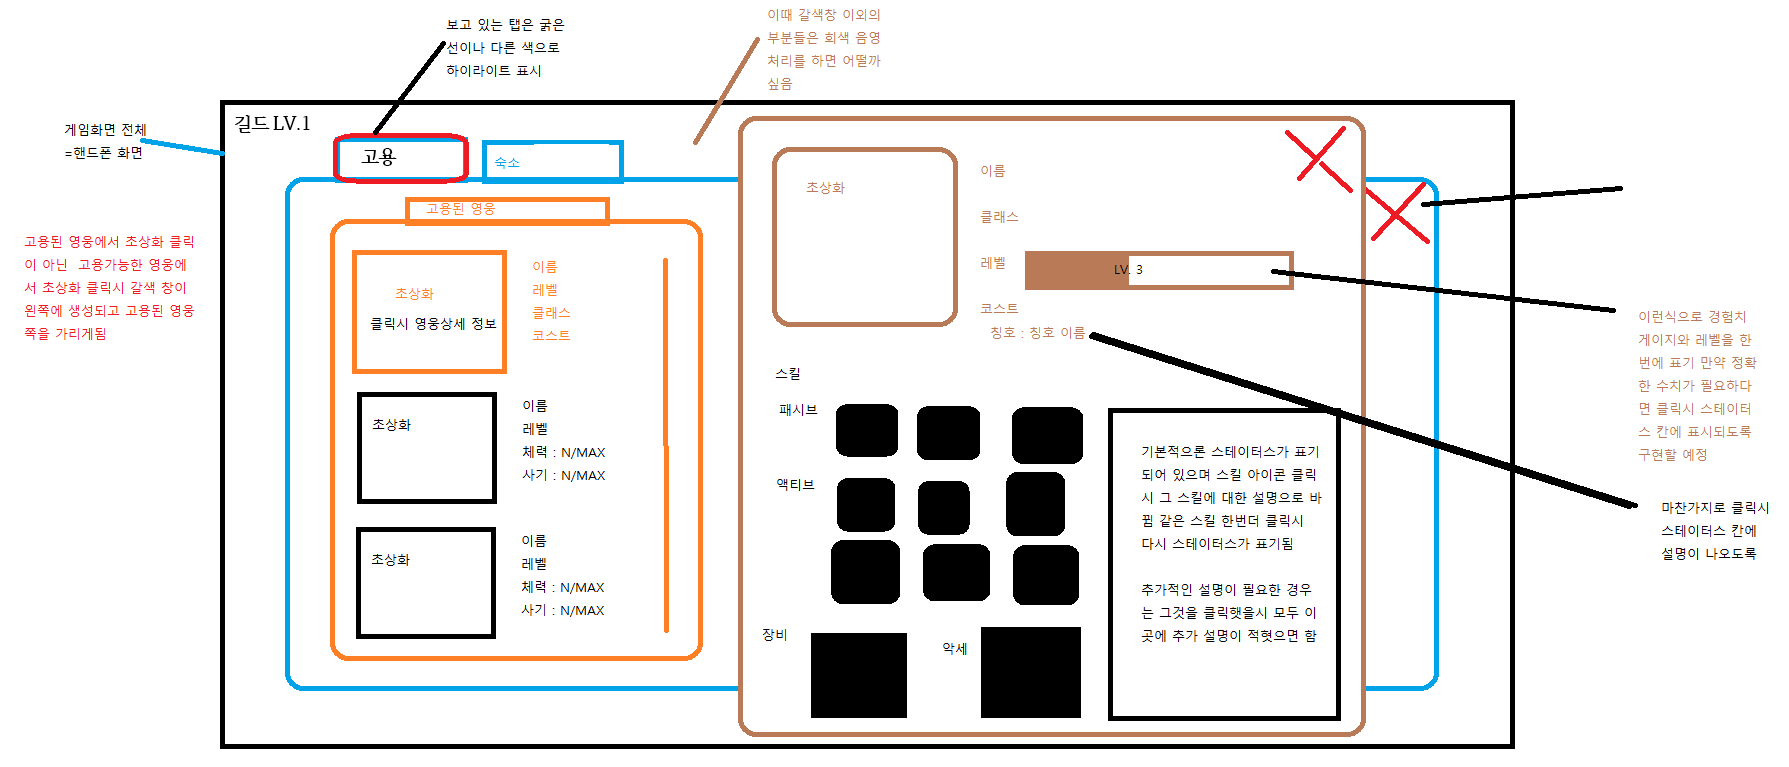 보고 있는 탭은 굵은
선이나 다른 색으로
하이라이트 표시
이때 갈색창 이외의
부분들은 회색 음영
처리를 하면 어떨까
싶음
게임화면 전체
=핸드폰 화면
길드 LV.1
고용
숙소
고용된 영웅에서 초상화 클릭
이 아닌 고용가능한 영웅에
서 초상화 클릭시 갈색 창이
왼쪽에 생성되고 고용된 영웅
쪽을 가리게됨
고용된 영웅
초상화
클릭시 영웅상세 정보
이름
레벨
클래스
코스트
초상화
이름
레벨
체력 : N/MAX
사기 : N/MAX
초상화
이름
레벨
체력 : N/MAX
사기 : N/MAX
초상화
이름
클래스
레벨
LV. 3
코스트
칭호 : 칭호 이름
스킬
패시브
액티브
장비
악세
기본적으론 스테이터스가 표기
되어 있으며 스킬 아이콘 클릭
시 그 스킬에 대한 설명으로 바
뀜 같은 스킬 한번더 클릭시
다시 스테이터스가 표기됨
추가적인 설명이 필요한 경우
는 그것을 클릭햇을시 모두 이
곳에 추가 설명이 적혓으면 함
이런식으로 경험치
게이지와 레벨을 한
번에 표기 만약 정확
한 수치가 필요하다
면 클릭시 스테이터
스 칸에 표시되도록
구현할 예정
마찬가지로 클릭시
스테이터스 칸에
설명이 나오도록